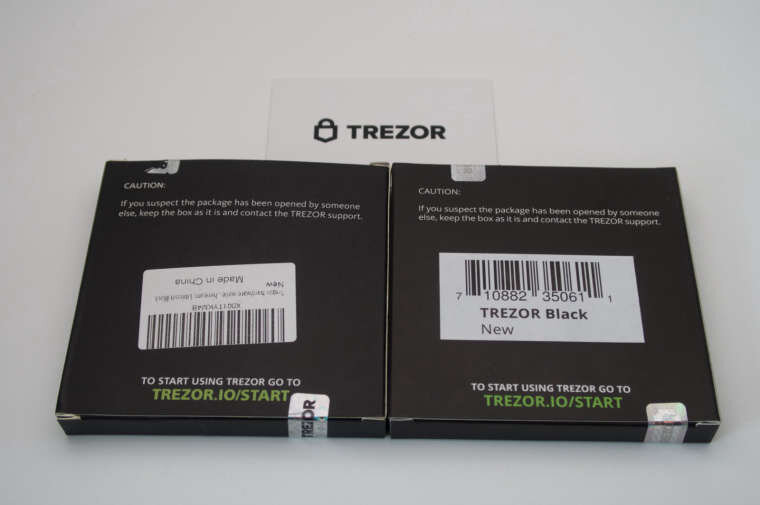 TREZOR
CAUTION:
If you suspect the package has been opened by someone
else, keep the box as it is and contact the TREZOR support.
X001TYKU4B
New
Made in China
TO START USING TREZOR GO TO
TREZOR.IO/START
TREZOR
CAUTION:
If you suspect the package has been opened by someone
else, keep the box as it is and contact the TREZOR support.
7 10882 35061 1
TREZOR Black
New
TO START USING TREZOR GO TO
TREZOR.IO/START